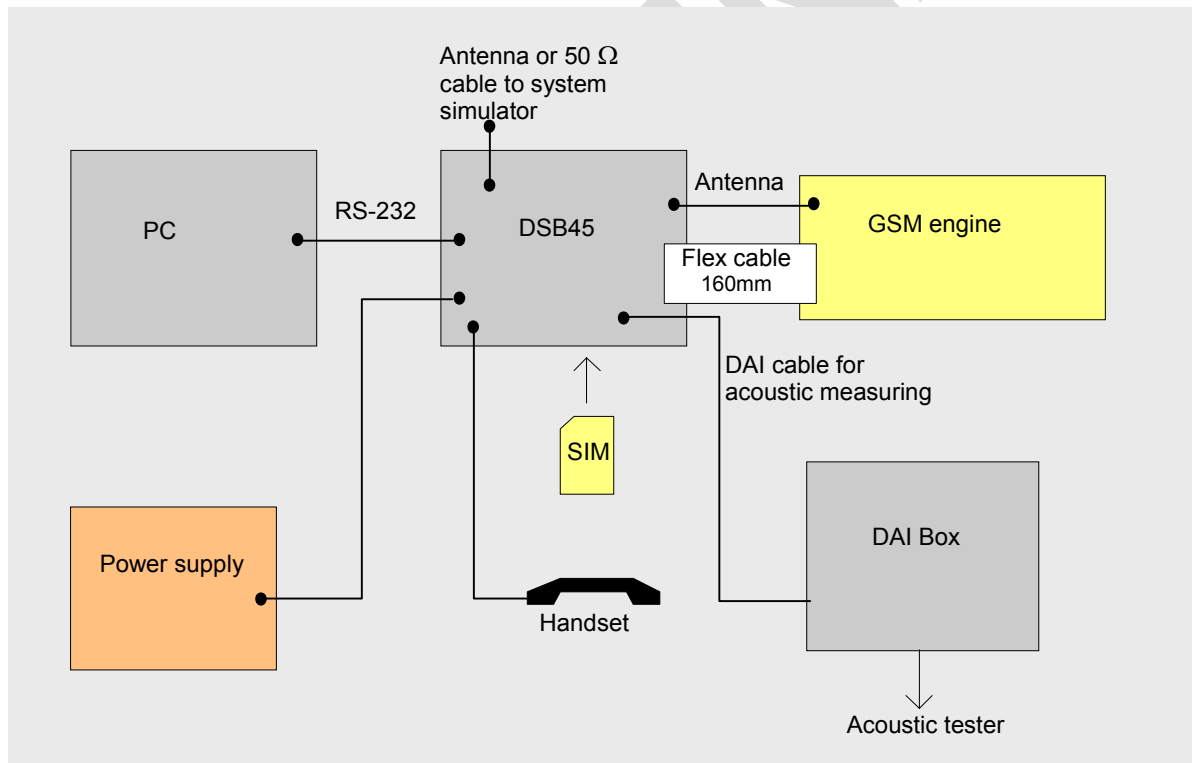 Antenna or 50 Ω
cable to system
simulator
PC
RS-232
DSB45
Antenna
GSM engine
Flex cable
160mm
DAI cable for
acoustic measuring
SIM
Power supply
Handset
DAI Box
Acoustic tester